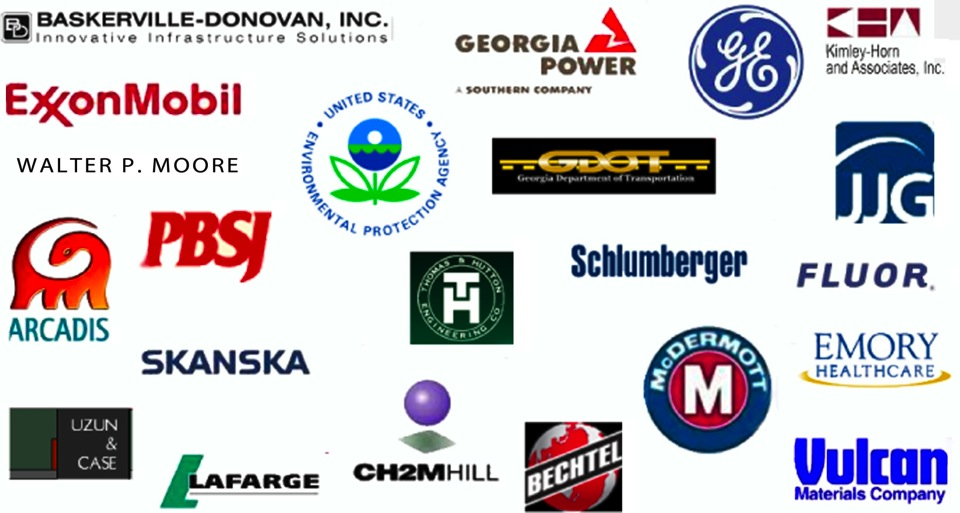 BD
BASKERVILLE-DONOVAN, INC.
Innovative Infrastructure Solutions
GEORGIA
POWER
A SOUTHERN COMPANY
GE
KHA
Kimley-Horn
and Associates, Inc.
ExxonMobil
UNITED STATES
ENVIRONMENTAL PROTECTION AGENCY
WALTER P. MOORE
GDOT
Georgia Department of Transportation
JJG
PBSJ
ARCADIS
THOMAS & HUTTON
ENGINEERING CO
TH
Schlumberger
FLUOR®
SKANSKA
McDERMOTT
M
EMORY
HEALTHCARE
UZUN
&
CASE
LAFARGE
CH2MHILL
BECHTEL
Vulcan
Materials Company